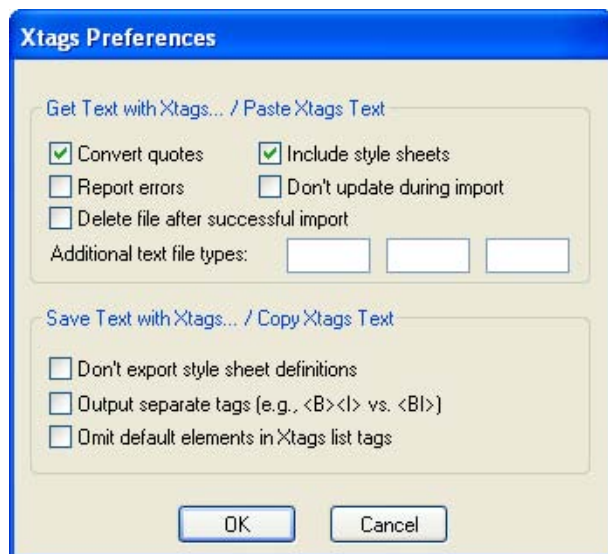 Xtags Preferences
Get Text with Xtags... / Paste Xtags Text
Convert quotes Include style sheets
Report errors Don't update during import
Delete file after successful import
Additional text file types:
Save Text with Xtags... / Copy Xtags Text
Don't export style sheet definitions
Output separate tags (e.g., <B><I> vs. <BI>)
Omit default elements in Xtags list tags
OK Cancel